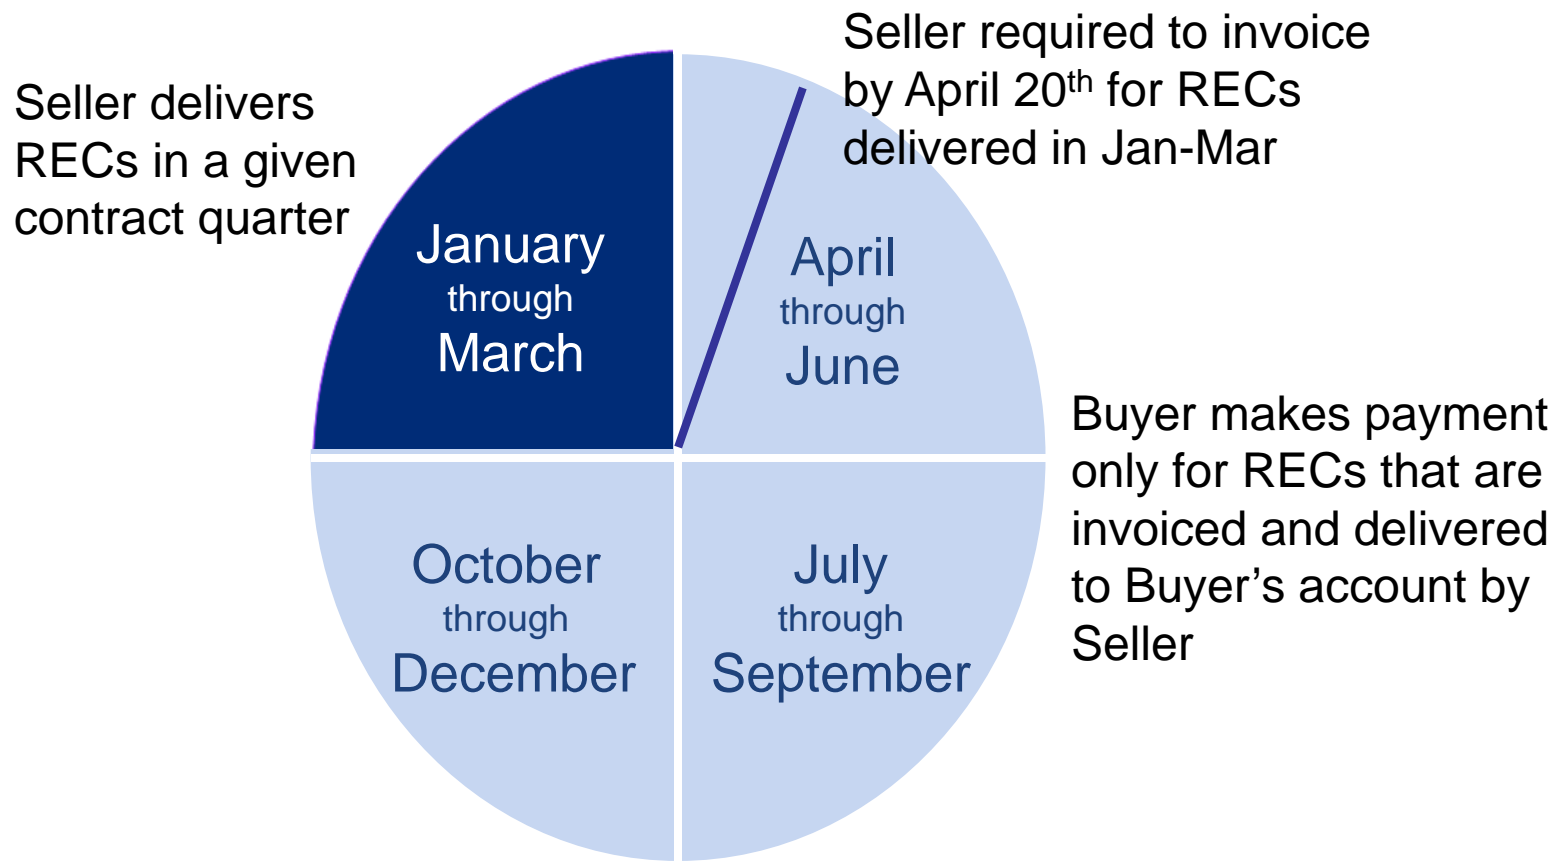 Seller delivers
RECs in a given
contract quarter
Seller required to invoice
by April 20th for RECs
delivered in Jan-Mar
January
through
March
April
through
June
Buyer makes payment
only for RECs that are
invoiced and delivered
to Buyer’s account by
Seller
October
through
December
July
through
September